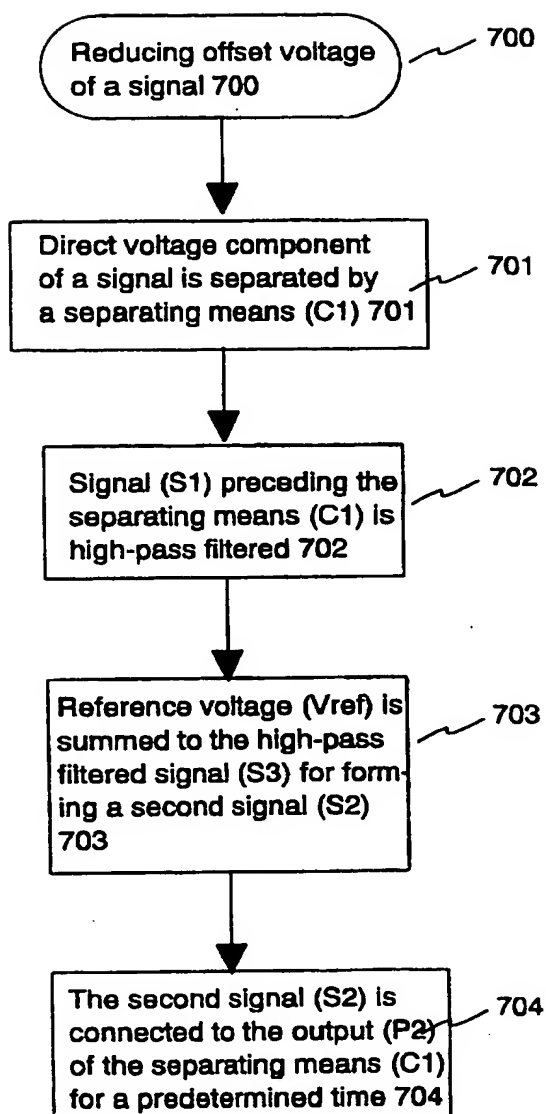 Reducing offset voltage
of a signal 700
700
Direct voltage component
of a signal is separated by
a separating means (C1) 701
701
Signal (S1) preceding the
separating means (C1) is
high-pass filtered 702
702
Reference voltage (Vref) is
summed to the high-pass
filtered signal (S3) for form-
ing a second signal (S2)
703
703
The second signal (S2) is
connected to the output (P2)
of the separating means (C1)
for a predetermined time 704
704